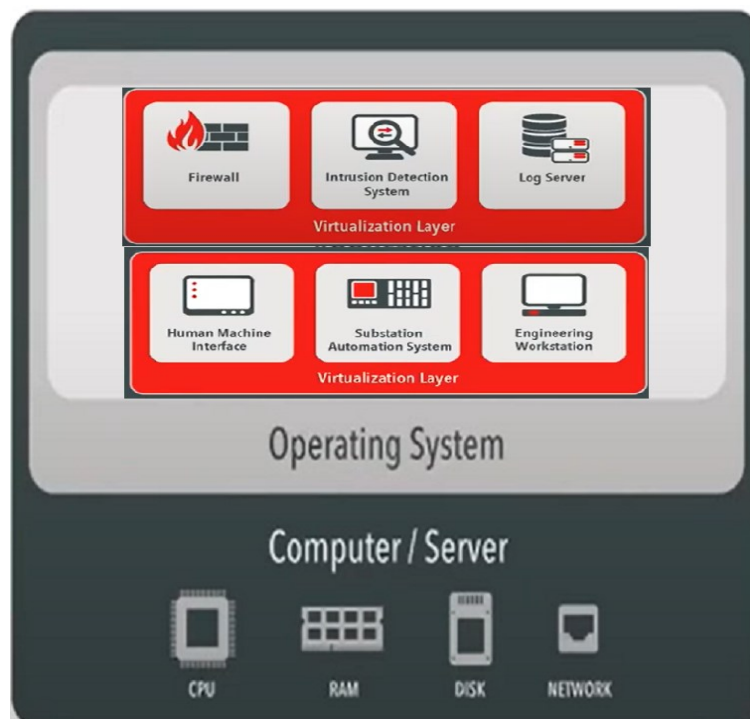 Firewall
Intrusion Detection
System
Log Server
Virtualization Layer
Human Machine
Interface
Substation
Automation System
Engineering
Workstation
Virtualization Layer
Operating System
Computer / Server
CPU
RAM
DISK
NETWORK